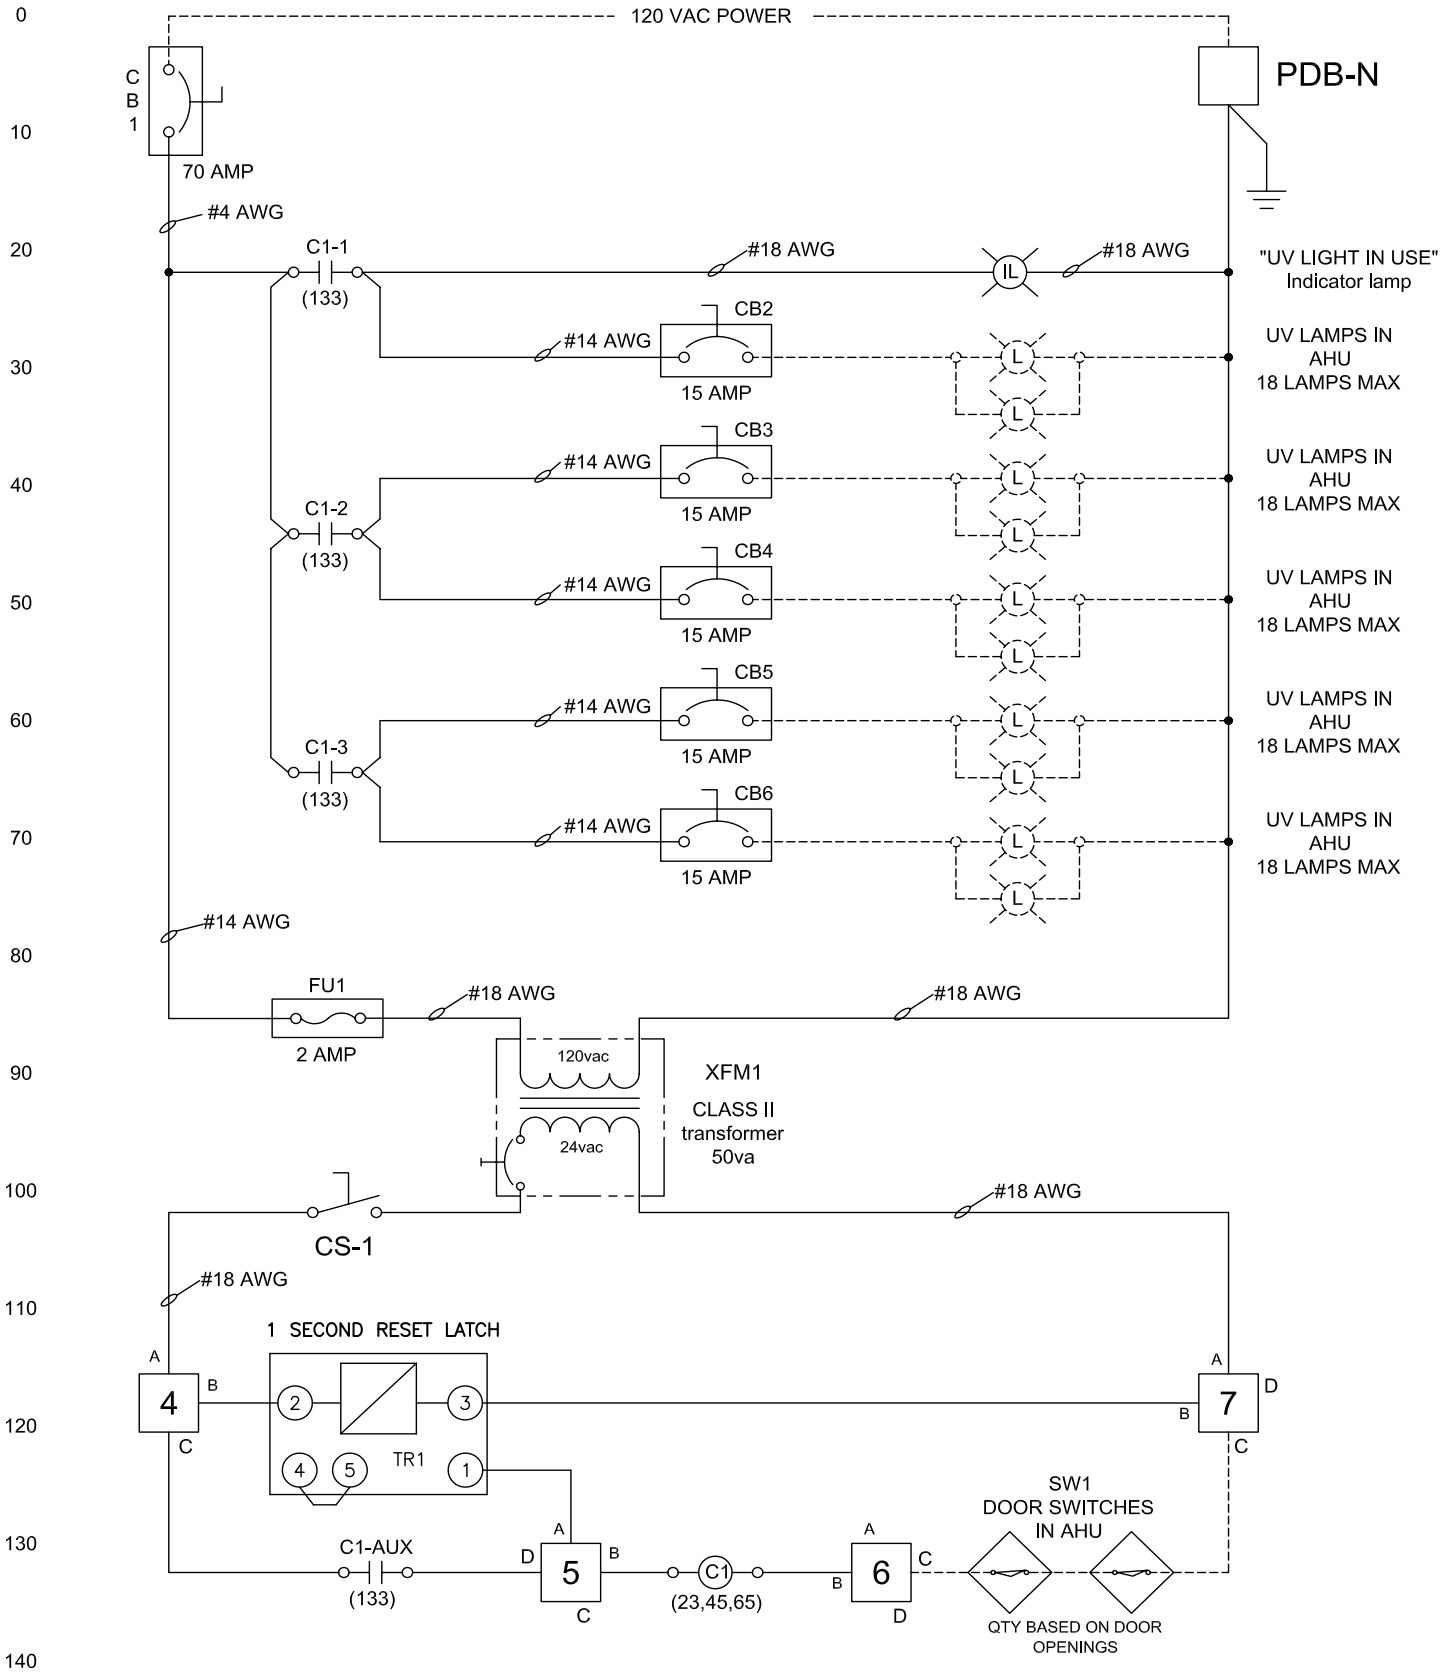 0
120 VAC POWER
C
B
1
PDB-N
10
70 AMP
#4 AWG
20
C1-1
#18 AWG
#18 AWG
IL
"UV LIGHT IN USE"
Indicator lamp
(133)
CB2
#14 AWG
L
UV LAMPS IN
AHU
18 LAMPS MAX
30
15 AMP
L
CB3
#14 AWG
L
UV LAMPS IN
AHU
18 LAMPS MAX
40
15 AMP
C1-2
L
(133)
CB4
#14 AWG
L
UV LAMPS IN
AHU
18 LAMPS MAX
50
15 AMP
L
CB5
#14 AWG
L
UV LAMPS IN
AHU
18 LAMPS MAX
60
15 AMP
C1-3
L
(133)
CB6
#14 AWG
L
UV LAMPS IN
AHU
18 LAMPS MAX
70
15 AMP
L
#14 AWG
80
FU1
#18 AWG
#18 AWG
2 AMP
120vac
90
XFM1
CLASS II
transformer
50va
24vac
100
#18 AWG
CS-1
#18 AWG
110
1 SECOND RESET LATCH
A
4
B
C
2
3
A
7
D
B
C
120
4
5
TR1
1
SW1
DOOR SWITCHES
IN AHU
130
C1-AUX
(133)
A
D
5
B
C
C1
(23,45,65)
A
B
6
C
D
QTY BASED ON DOOR
OPENINGS
140